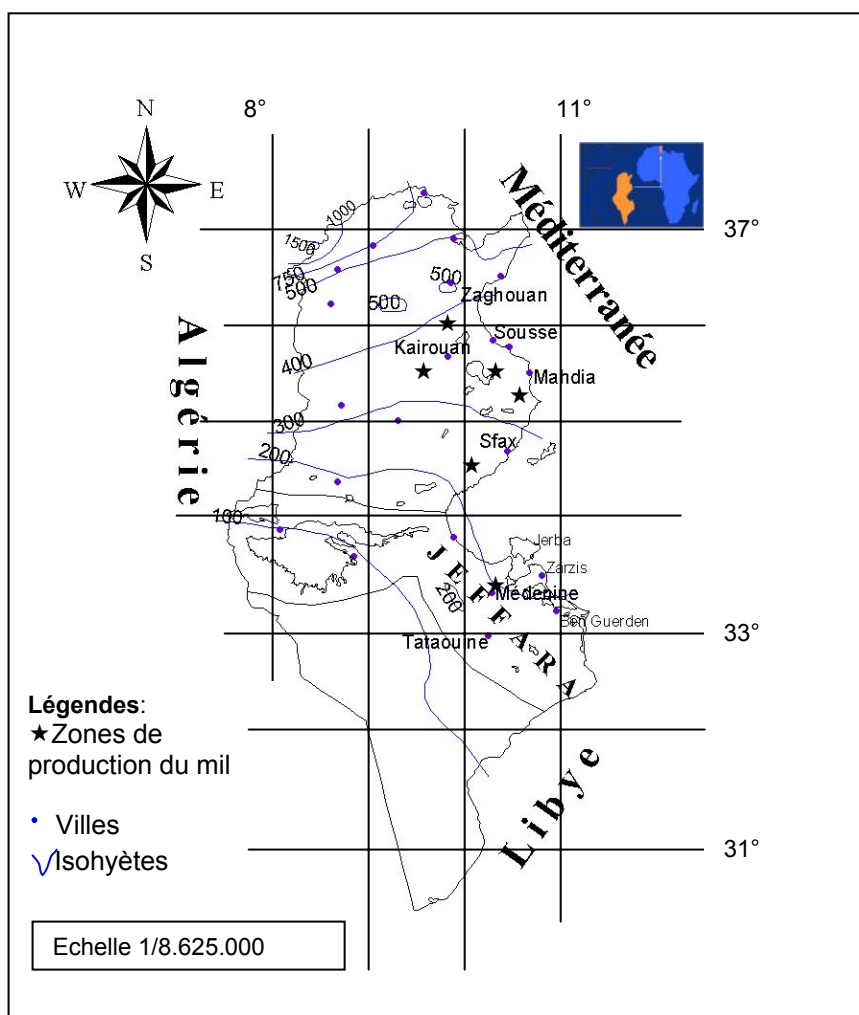 N
W
E
S
8°
11°
Méditerranée
37°
1000
1500
750
500
500
500
Zaghouan
Sousse
Kairouan
400
Mahdia
Algérie
300
Sfax
200
100
Jerba
JEFFARA
Zarzis
200
Médenine
Ben Guerden
33°
Tataouine
Légendes:
Zones de
production du mil
Villes
Isohyètes
Libye
31°
Echelle 1/8.625.000